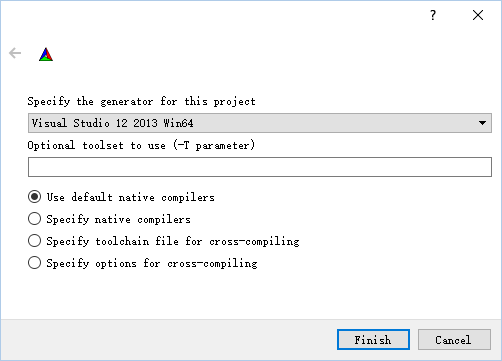 ?
Specify the generator for this project
Visual Studio 12 2013 Win64
Optional toolset to use (-T parameter)
Use default native compilers
Specify native compilers
Specify toolchain file for cross-compiling
Specify options for cross-compiling
Finish Cancel